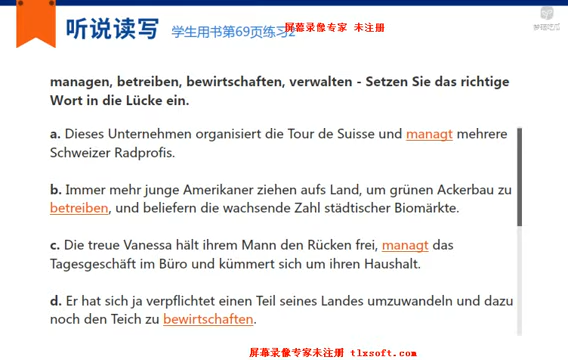 听说读写 学生用书第69页练习2
屏幕录像专家 未注册
managen, betreiben, bewirtschaften, verwalten - Setzen Sie das richtige
Wort in die Lücke ein.
a. Dieses Unternehmen organisiert die Tour de Suisse und managt mehrere
Schweizer Radprofis.
b. Immer mehr junge Amerikaner ziehen aufs Land, um grünen Ackerbau zu
betreiben, und beliefern die wachsende Zahl städtischer Biomärkte.
c. Die treue Vanessa hält ihrem Mann den Rücken frei, managt das
Tagesgeschäft im Büro und kümmert sich um ihren Haushalt.
d. Er hat sich ja verpflichtet einen Teil seines Landes umzuwandeln und dazu
noch den Teich zu bewirtschaften.
屏幕录像专家未注册 tlxsoft.com